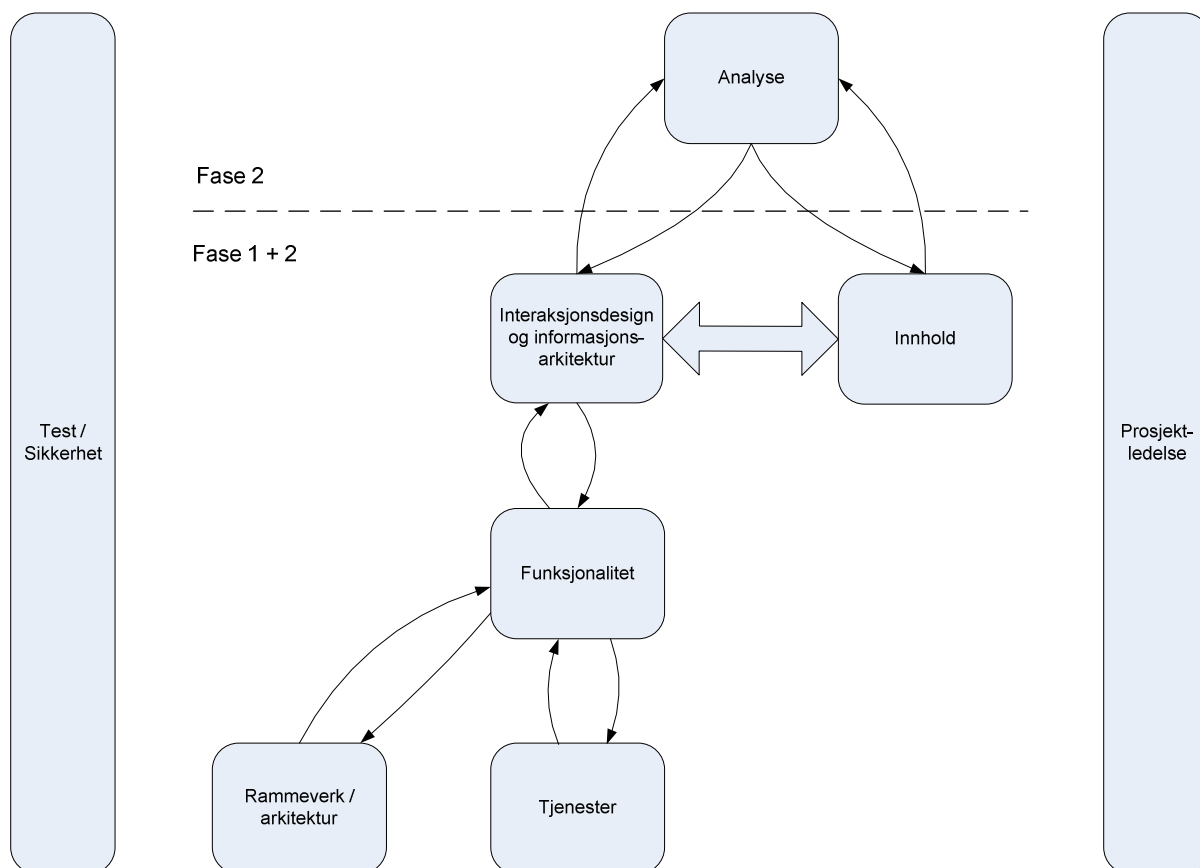 Analyse
Fase 2
Fase 1 + 2
Interaksjonsdesign
og informasjons-
arkitektur
Innhold
Test /
Sikkerhet
Prosjekt-
ledelse
Funksjonalitet
Rammeverk /
arkitektur
Tjenester